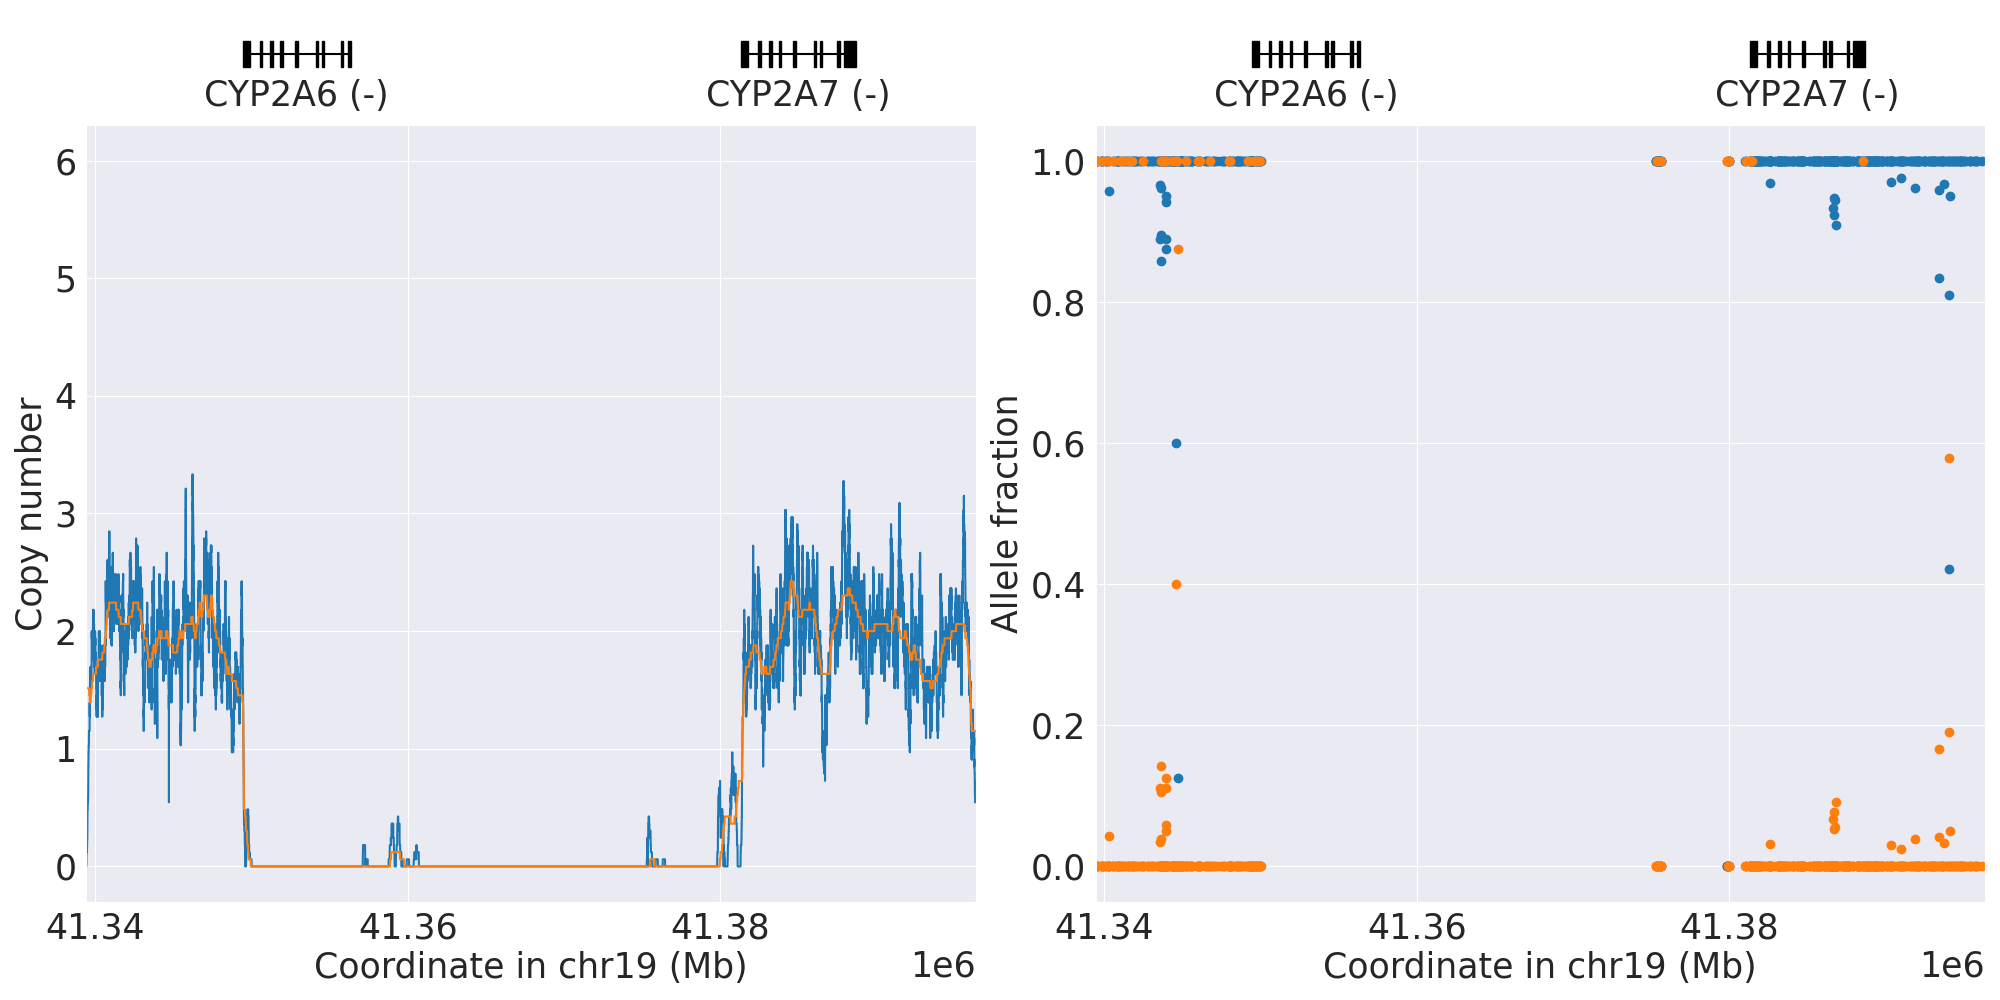 CYP2A6 (-)
CYP2A7 (-)
6
5
4
3
2
1
0
Copy number
41.34
41.36
41.38
Coordinate in chr19 (Mb)
1e6
CYP2A6 (-)
CYP2A7 (-)
1.0
0.8
0.6
0.4
0.2
0.0
Allele fraction
41.34
41.36
41.38
Coordinate in chr19 (Mb)
1e6